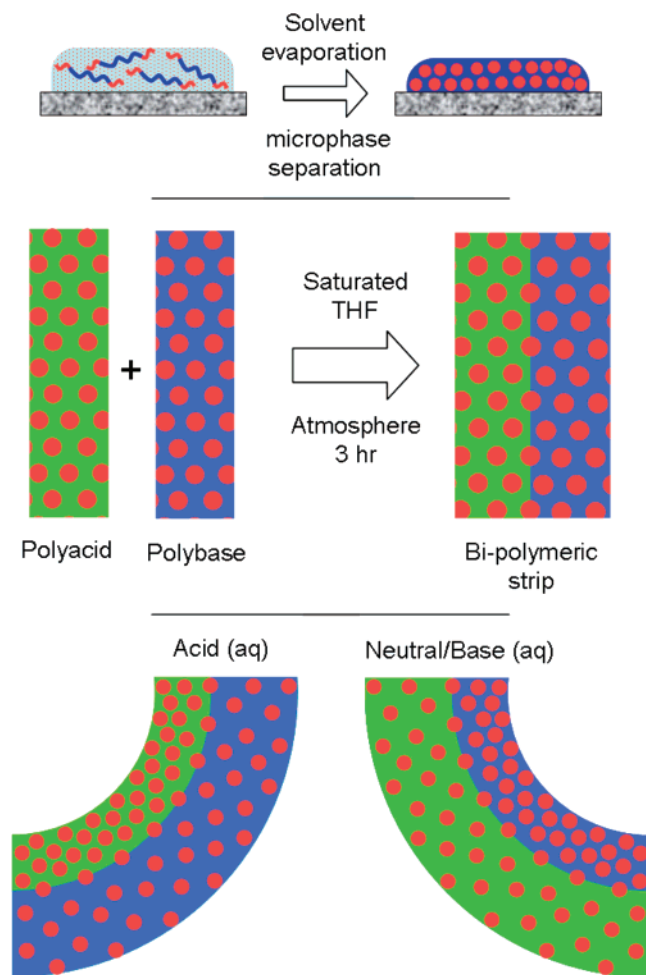 Solvent
evaporation
microphase
separation
+
Saturated
THF
Atmosphere
3 hr
Polyacid
Polybase
Bi-polymeric
strip
Acid (aq)
Neutral/Base (aq)